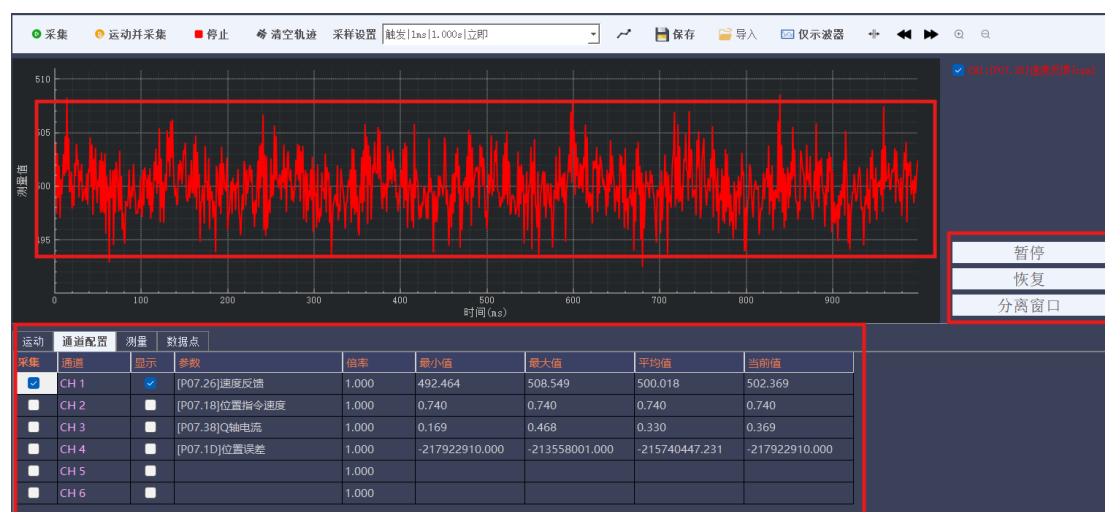 采集 运动并采集 停止 清空轨迹 采样设置 触发|1ms|1.000s|立即 保存 导入 仅示波器
510
505
500
495
测量值
0 100 200 300 400 500 600 700 800 900
时间(ms)
暂停
恢复
分离窗口
运动 通道配置 测量 数据点
采集 通道 显示 参数 倍率 最小值 最大值 平均值 当前值
CH 1 [P07.26]速度反馈 1.000 492.464 508.549 500.018 502.369
CH 2 [P07.18]位置指令速度 1.000 0.740 0.740 0.740 0.740
CH 3 [P07.38]Q轴电流 1.000 0.169 0.468 0.330 0.369
CH 4 [P07.1D]位置误差 1.000 -217922910.000 -213558001.000 -215740447.231 -217922910.000
CH 5 1.000
CH 6 1.000